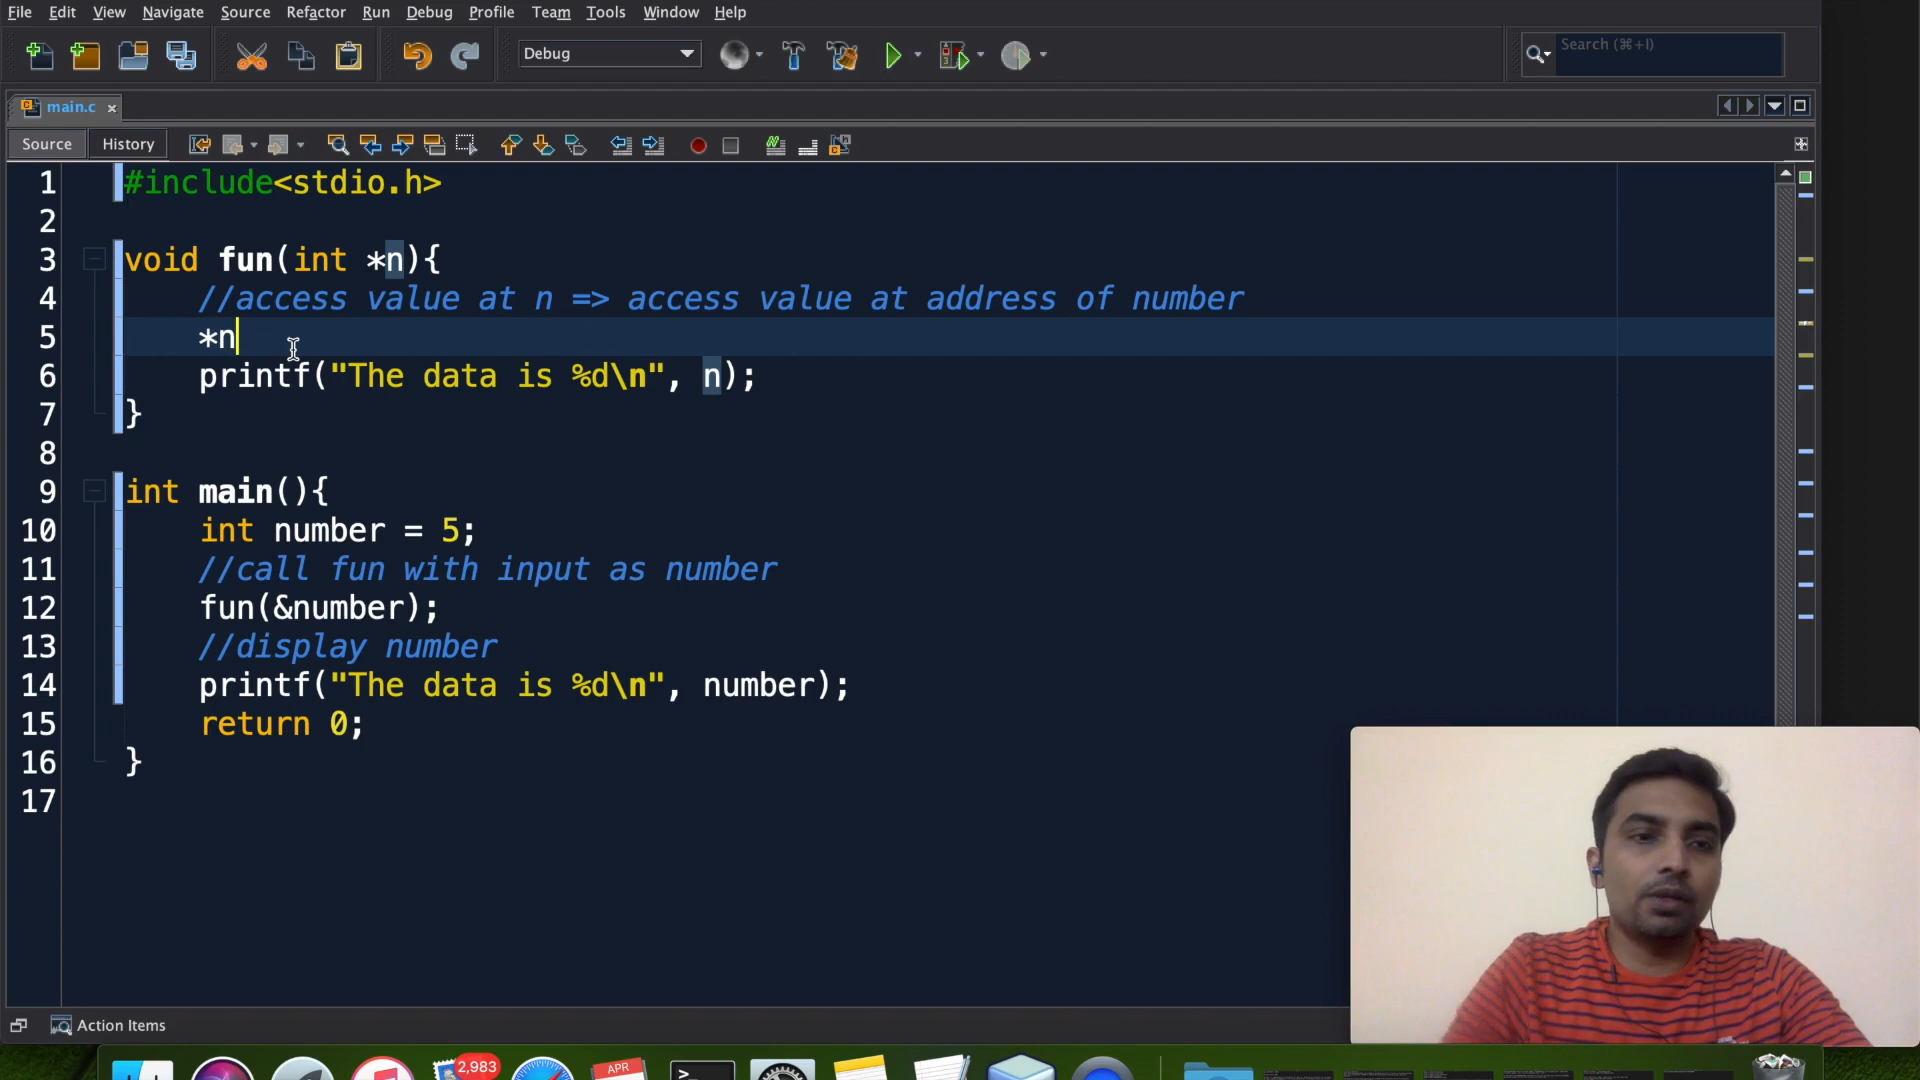 File Edit View Navigate Source Refactor Run Debug Profile Team Tools Window Help
Debug
Search (⌘+I)
main.c
Source History
1 #include<stdio.h>
2
3 void fun(int *n){
4 //access value at n => access value at address of number
5 *n
6 printf("The data is %d\n", n);
7 }
8
9 int main(){
10 int number = 5;
11 //call fun with input as number
12 fun(&number);
13 //display number
14 printf("The data is %d\n", number);
15 return 0;
16 }
17
Action Items
2,983
APR